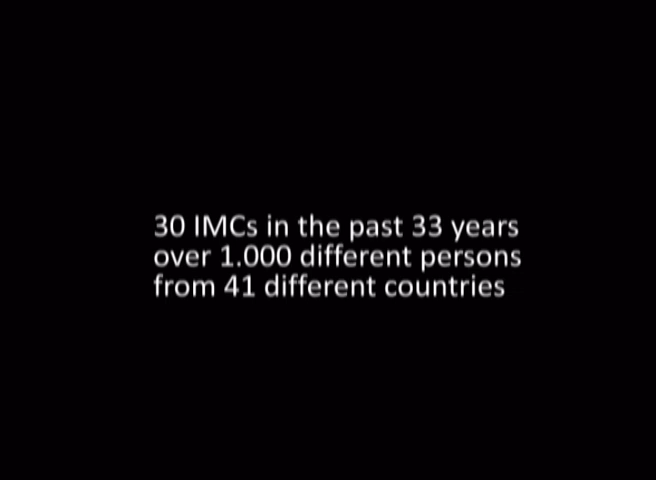 30 IMCs in the past 33 years
over 1.000 different persons
from 41 different countries